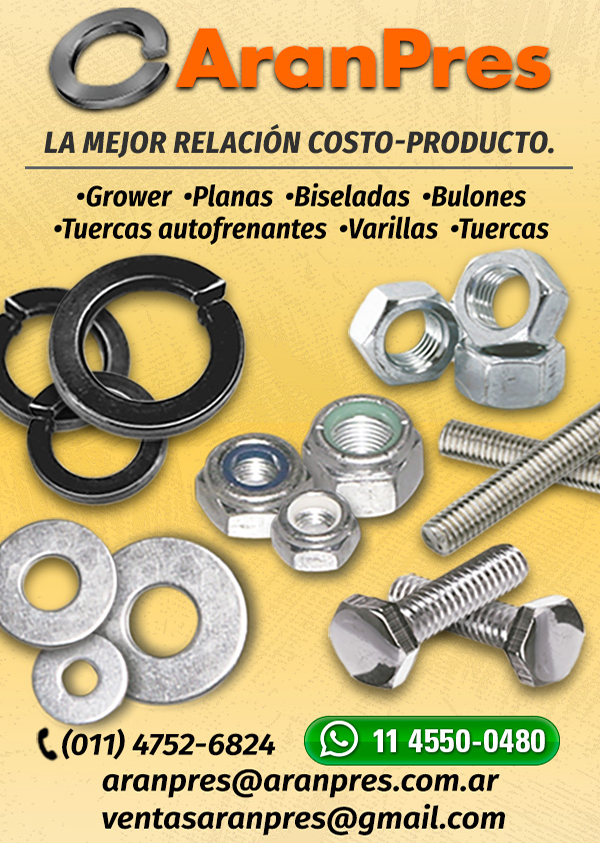 AranPres
LA MEJOR RELACIÓN COSTO-PRODUCTO.
•Grower •Planas •Biseladas •Bulones
•Tuercas autofrenantes •Varillas •Tuercas
(011) 4752-6824 11 4550-0480
aranpres@aranpres.com.ar
ventasaranpres@gmail.com